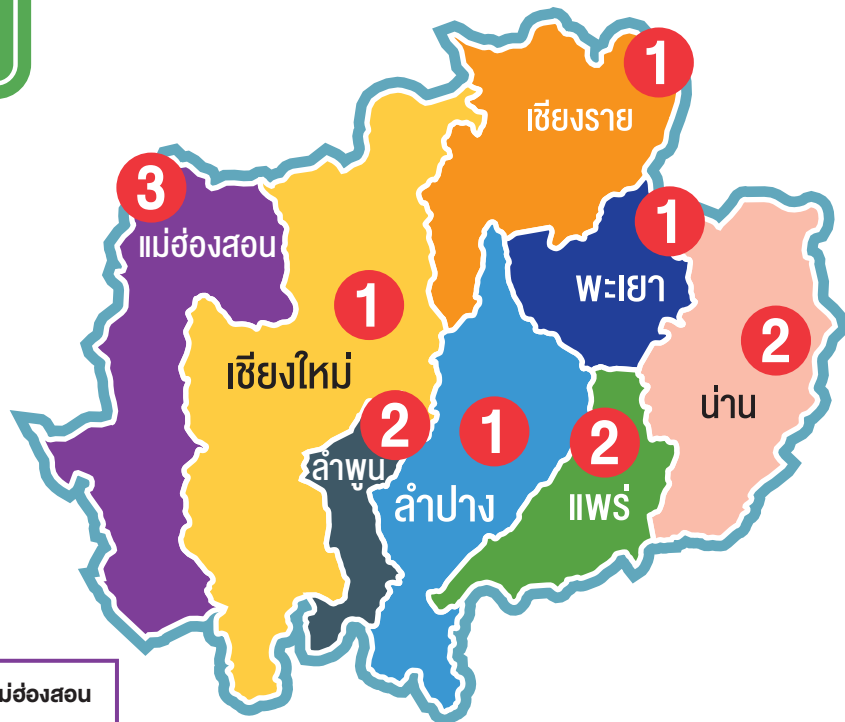 1
เชียงราย
3
แม่ฮ่องสอน
1
พะเยา
1
เชียงใหม่
2
น่าน
2
ลำพูน
1
ลำปาง
2
แพร่
ม่ฮ่องสอน